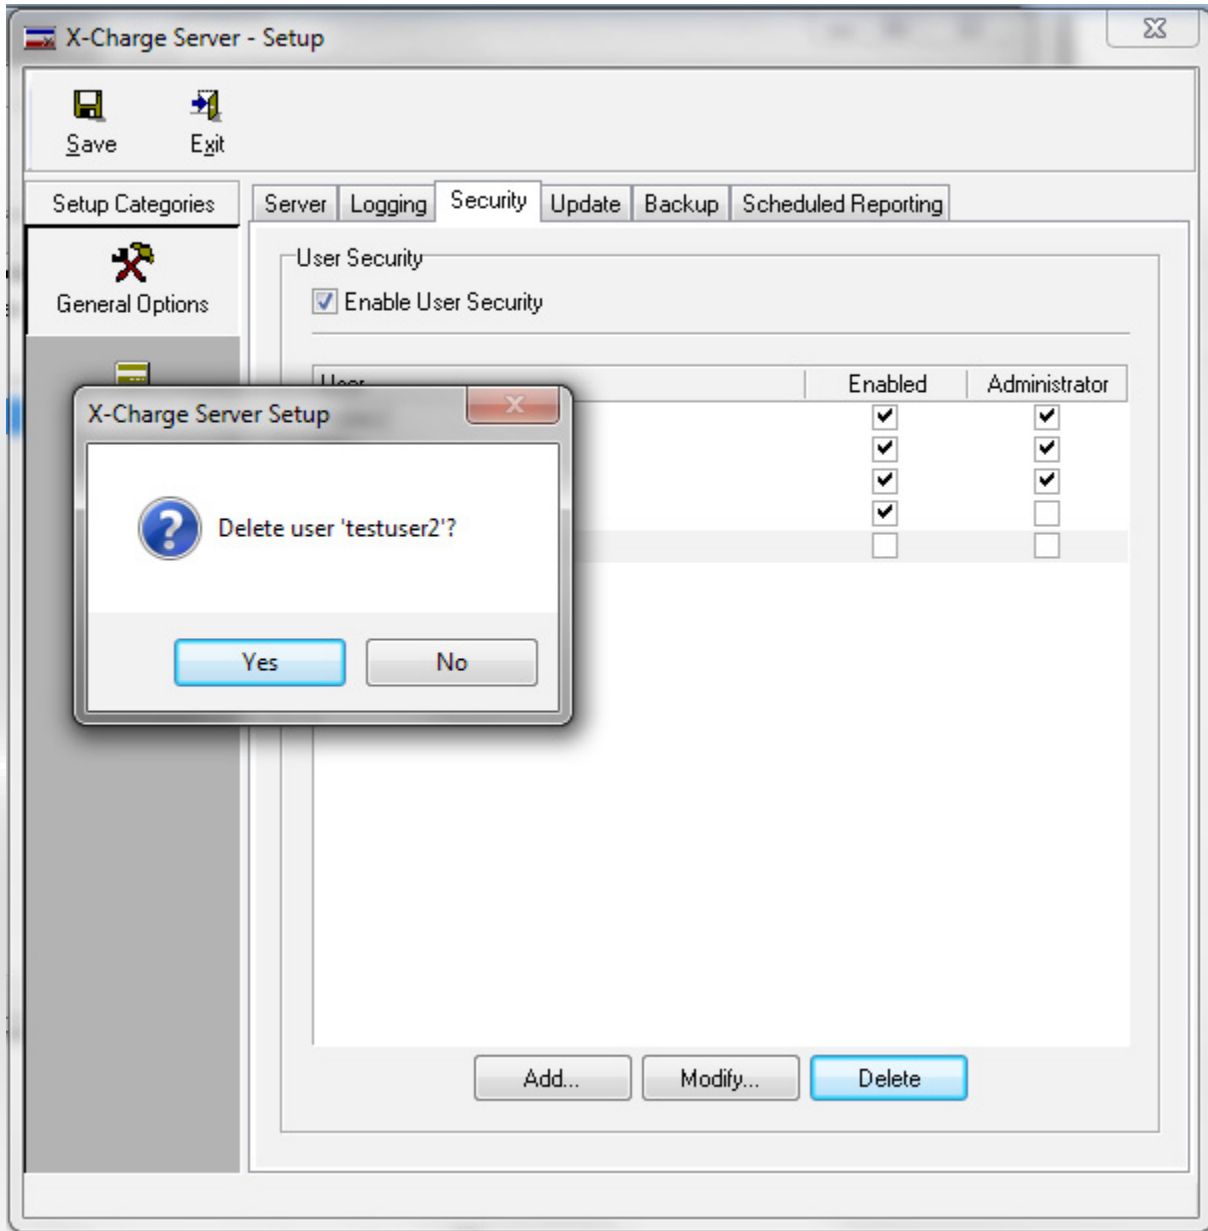 X-Charge Server - Setup
Save Exit
Setup Categories
Server Logging Security Update Backup Scheduled Reporting
General Options
User Security
Enable User Security
User Enabled Administrator
X-Charge Server Setup
Delete user 'testuser2'?
Yes No
Add... Modify... Delete